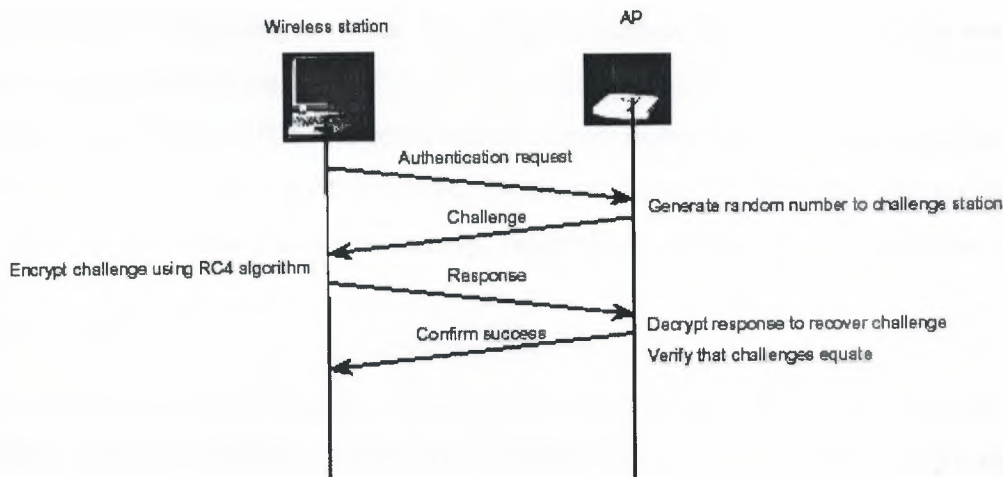 Wireless station
AP
Authentication request
Generate random number to challenge station
Challenge
Encrypt challenge using RC4 algorithm
Response
Decrypt response to recover challenge
Confirm success
Verify that challenges equate